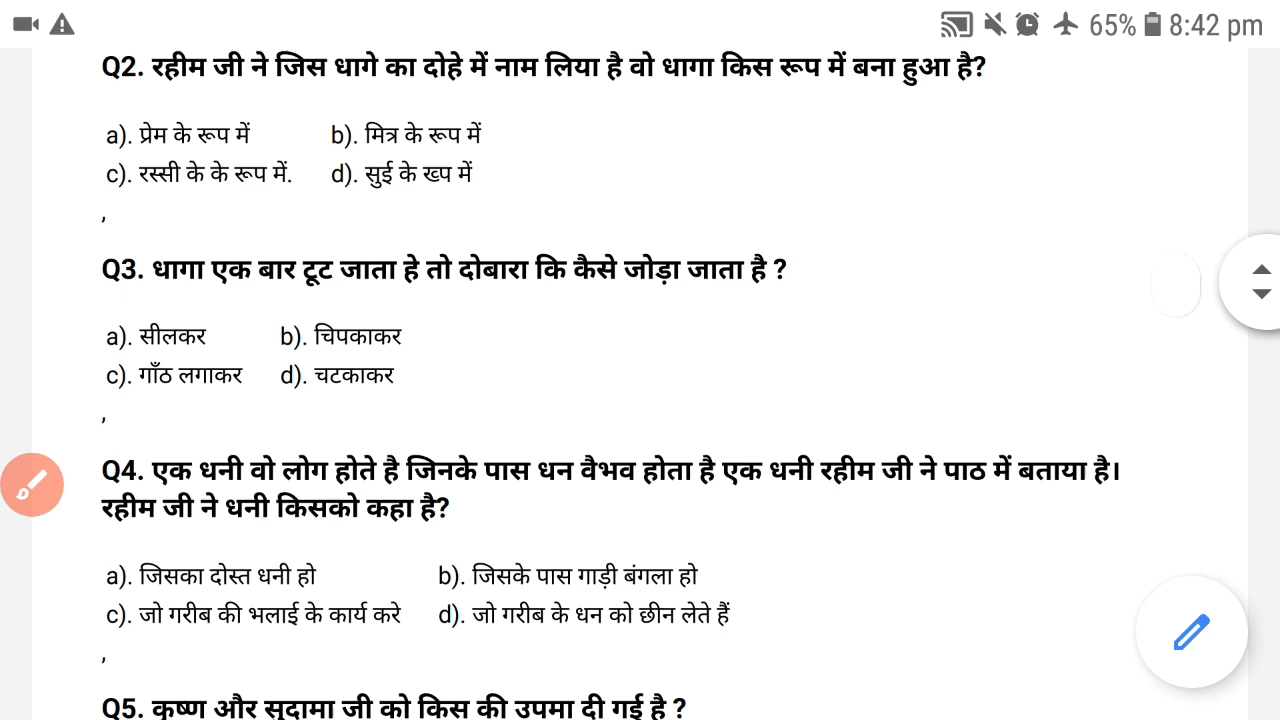 65% 8:42 pm
Q2. रहीम जी ने जिस धागे का दोहे में नाम लिया है वो धागा किस रूप में बना हुआ है?
a). प्रेम के रूप में b). मित्र के रूप में
c). रस्सी के के रूप में. d). सुई के ख्प में
,
Q3. धागा एक बार टूट जाता हे तो दोबारा कि कैसे जोड़ा जाता है ?
a). सीलकर b). चिपकाकर
c). गाँठ लगाकर d). चटकाकर
,
Q4. एक धनी वो लोग होते है जिनके पास धन वैभव होता है एक धनी रहीम जी ने पाठ में बताया है।
रहीम जी ने धनी किसको कहा है?
a). जिसका दोस्त धनी हो b). जिसके पास गाड़ी बंगला हो
c). जो गरीब की भलाई के कार्य करे d). जो गरीब के धन को छीन लेते हैं
,
Q5. कृष्ण और सुदामा जी को किस की उपमा दी गई है ?